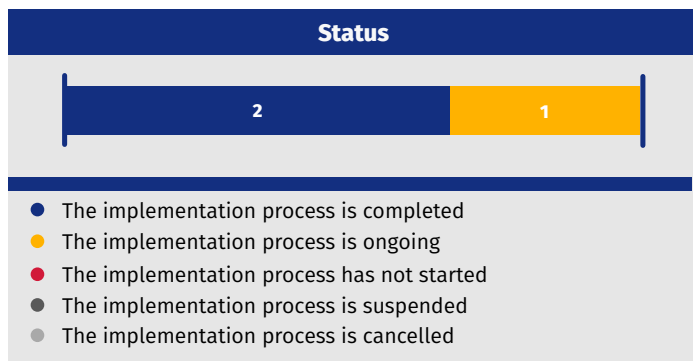 Status
2 1
The implementation process is completed
The implementation process is ongoing
The implementation process has not started
The implementation process is suspended
The implementation process is cancelled